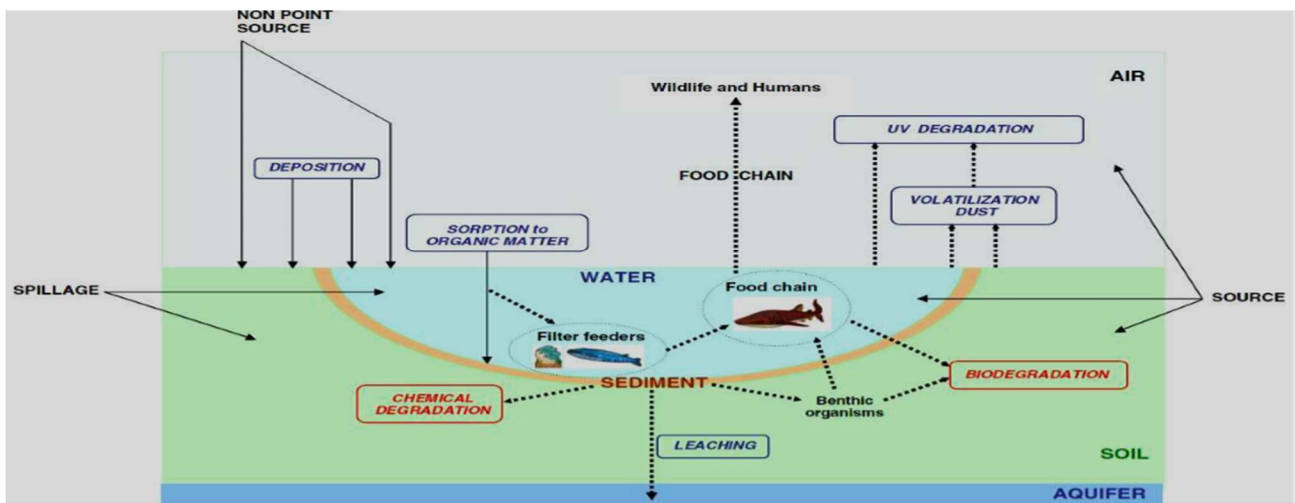 NON POINT
SOURCE
AIR
Wildlife and Humans
UV DEGRADATION
DEPOSITION
FOOD CHAIN
VOLATILIZATION
DUST
SORPTION to
ORGANIC MATTER
WATER
SPILLAGE
Food chain
SOURCE
Filter feeders
SEDIMENT
BIODEGRADATION
CHEMICAL
DEGRADATION
Benthic
organisms
LEACHING
SOIL
AQUIFER